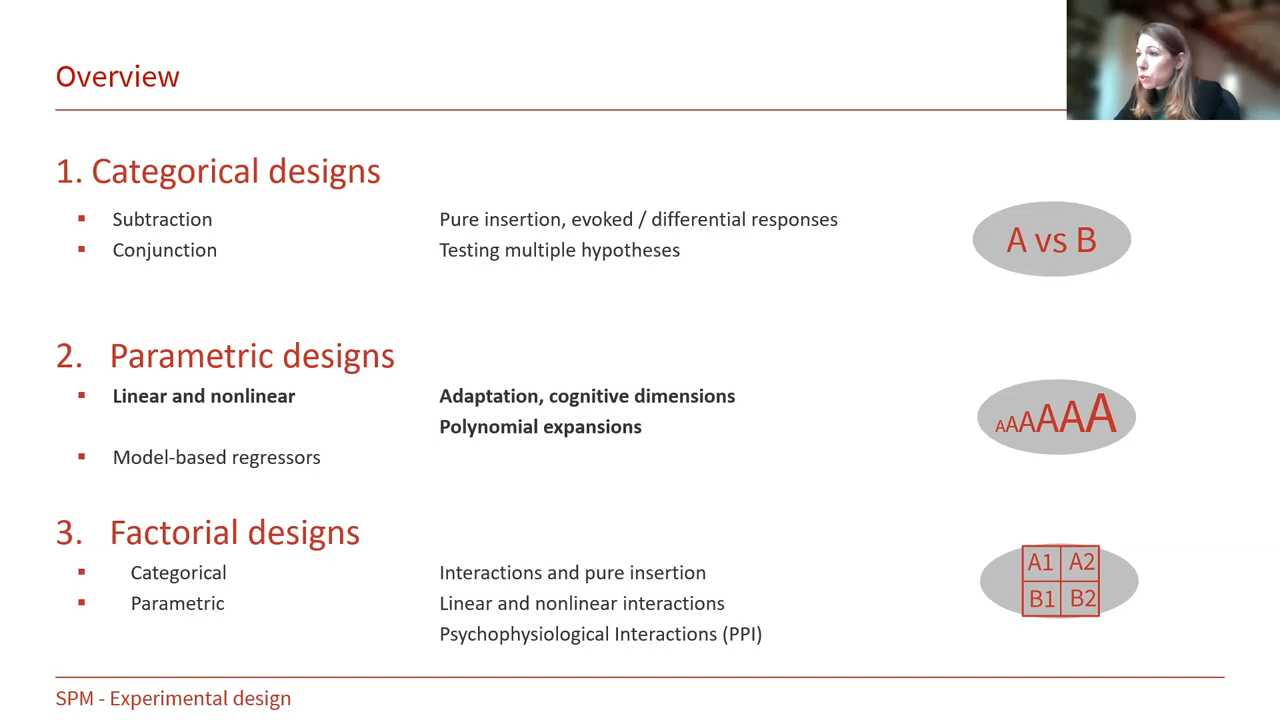 Overview
1. Categorical designs
▪ Subtraction Pure insertion, evoked / differential responses
▪ Conjunction Testing multiple hypotheses
A vs B
2. Parametric designs
▪ Linear and nonlinear Adaptation, cognitive dimensions
Polynomial expansions
AAAAAA
▪ Model-based regressors
3. Factorial designs
▪ Categorical Interactions and pure insertion
▪ Parametric Linear and nonlinear interactions
Psychophysiological Interactions (PPI)
A1 A2
B1 B2
SPM - Experimental design